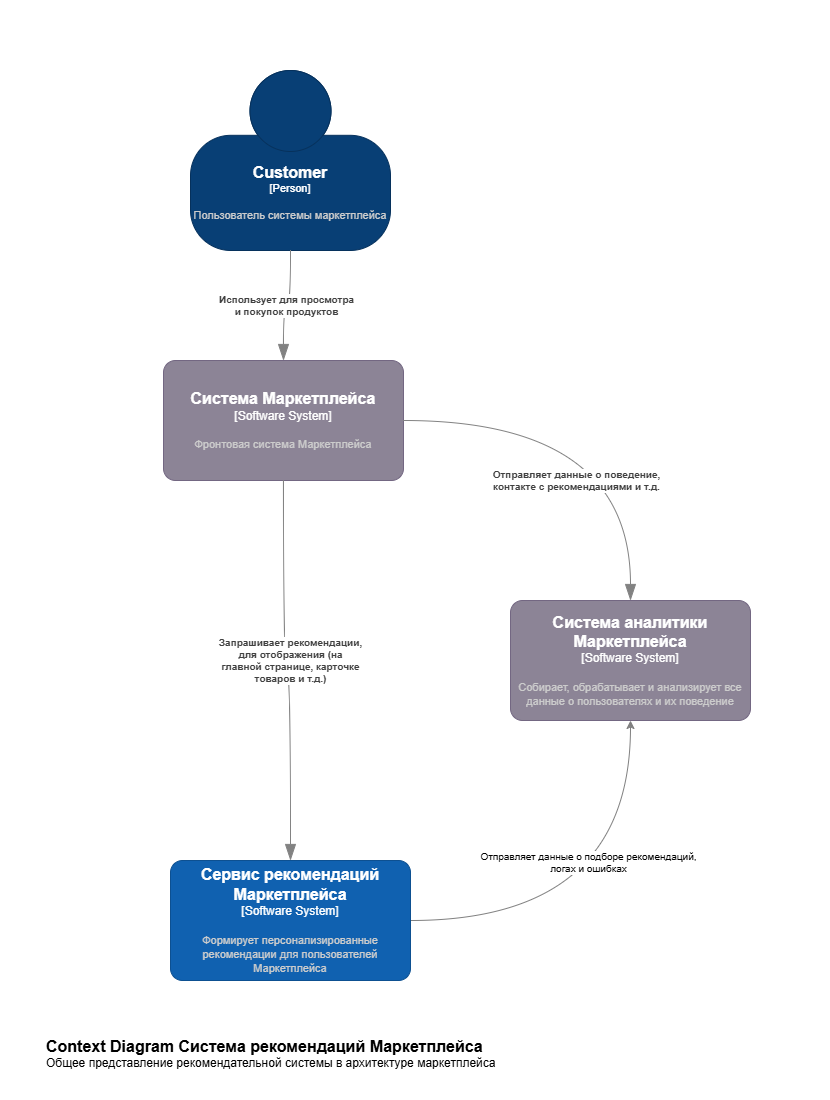 Customer
[Person]
Пользователь системы маркетплейса
Использует для просмотра
и покупок продуктов
Система Маркетплейса
[Software System]
Фронтовая система Маркетплейса
Отправляет данные о поведение,
контакте с рекомендациями и т.д.
Система аналитики
Маркетплейса
[Software System]
Собирает, обрабатывает и анализирует все
данные о пользователях и их поведение
Запрашивает рекомендации,
для отображения (на
главной странице, карточке
товаров и т.д.)
Отправляет данные о подборе рекомендаций,
логах и ошибках
Сервис рекомендаций
Маркетплейса
[Software System]
Формирует персонализированные
рекомендации для пользователей
Маркетплейса
Context Diagram Система рекомендаций Маркетплейса
Общее представление рекомендательной системы в архитектуре маркетплейса